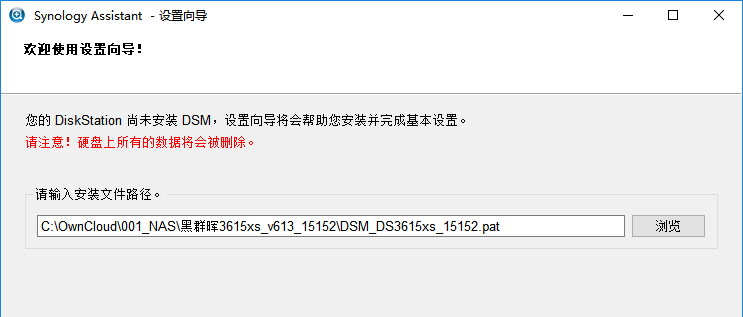 Synology Assistant - 设置向导
欢迎使用设置向导！
您的 DiskStation 尚未安装 DSM，设置向导将会帮助您安装并完成基本设置。
请注意！硬盘上所有的数据将会被删除。
请输入安装文件路径。
C:\OwnCloud\001_NAS\黑群晖3615xs_v613_15152\DSM_DS3615xs_15152.pat
浏览